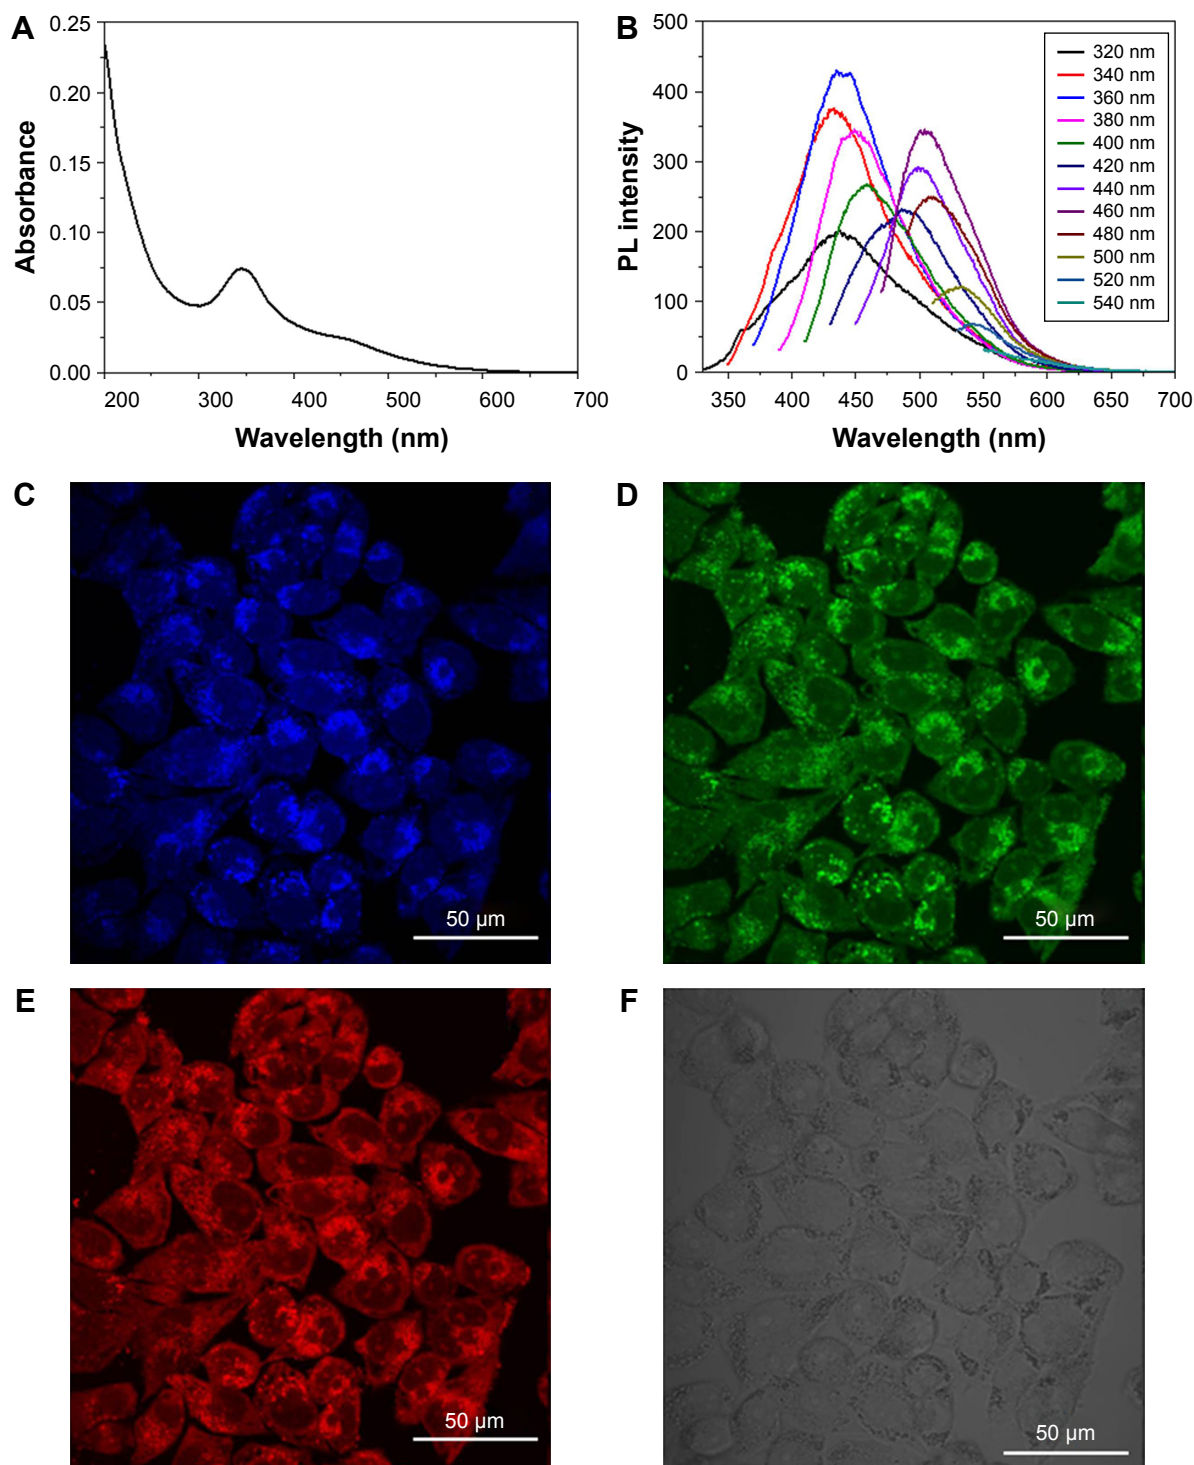 A
0.25
0.20
0.15
0.10
0.05
0.00
Absorbance
200 300 400 500 600 700
Wavelength (nm)
B
500
400
300
200
100
0
PL intensity
350 400 450 500 550 600 650 700
Wavelength (nm)
320 nm
340 nm
360 nm
380 nm
400 nm
420 nm
440 nm
460 nm
480 nm
500 nm
520 nm
540 nm
C
50 µm
D
50 µm
E
50 µm
F
50 µm